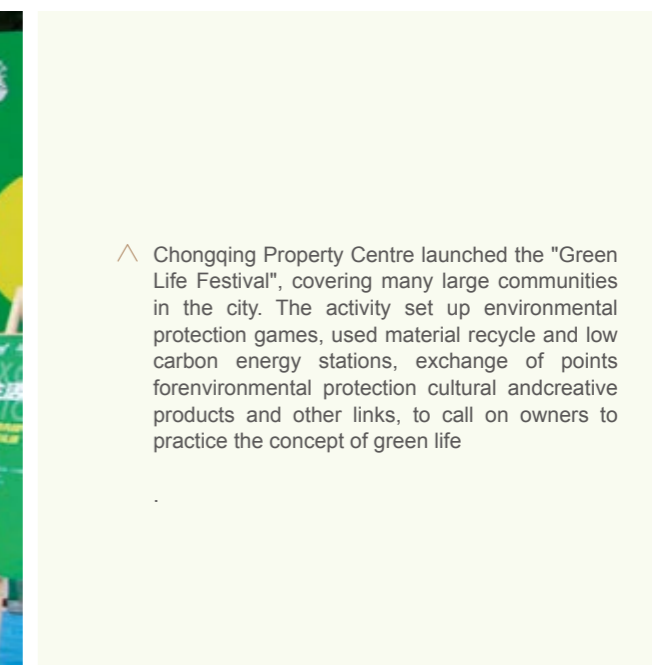 Chongqing Property Centre launched the "Green
Life Festival", covering many large communities
in the city. The activity set up environmental
protection games, used material recycle and low
carbon energy stations, exchange of points
forenvironmental protection cultural andcreative
products and other links, to call on owners to
practice the concept of green life
.